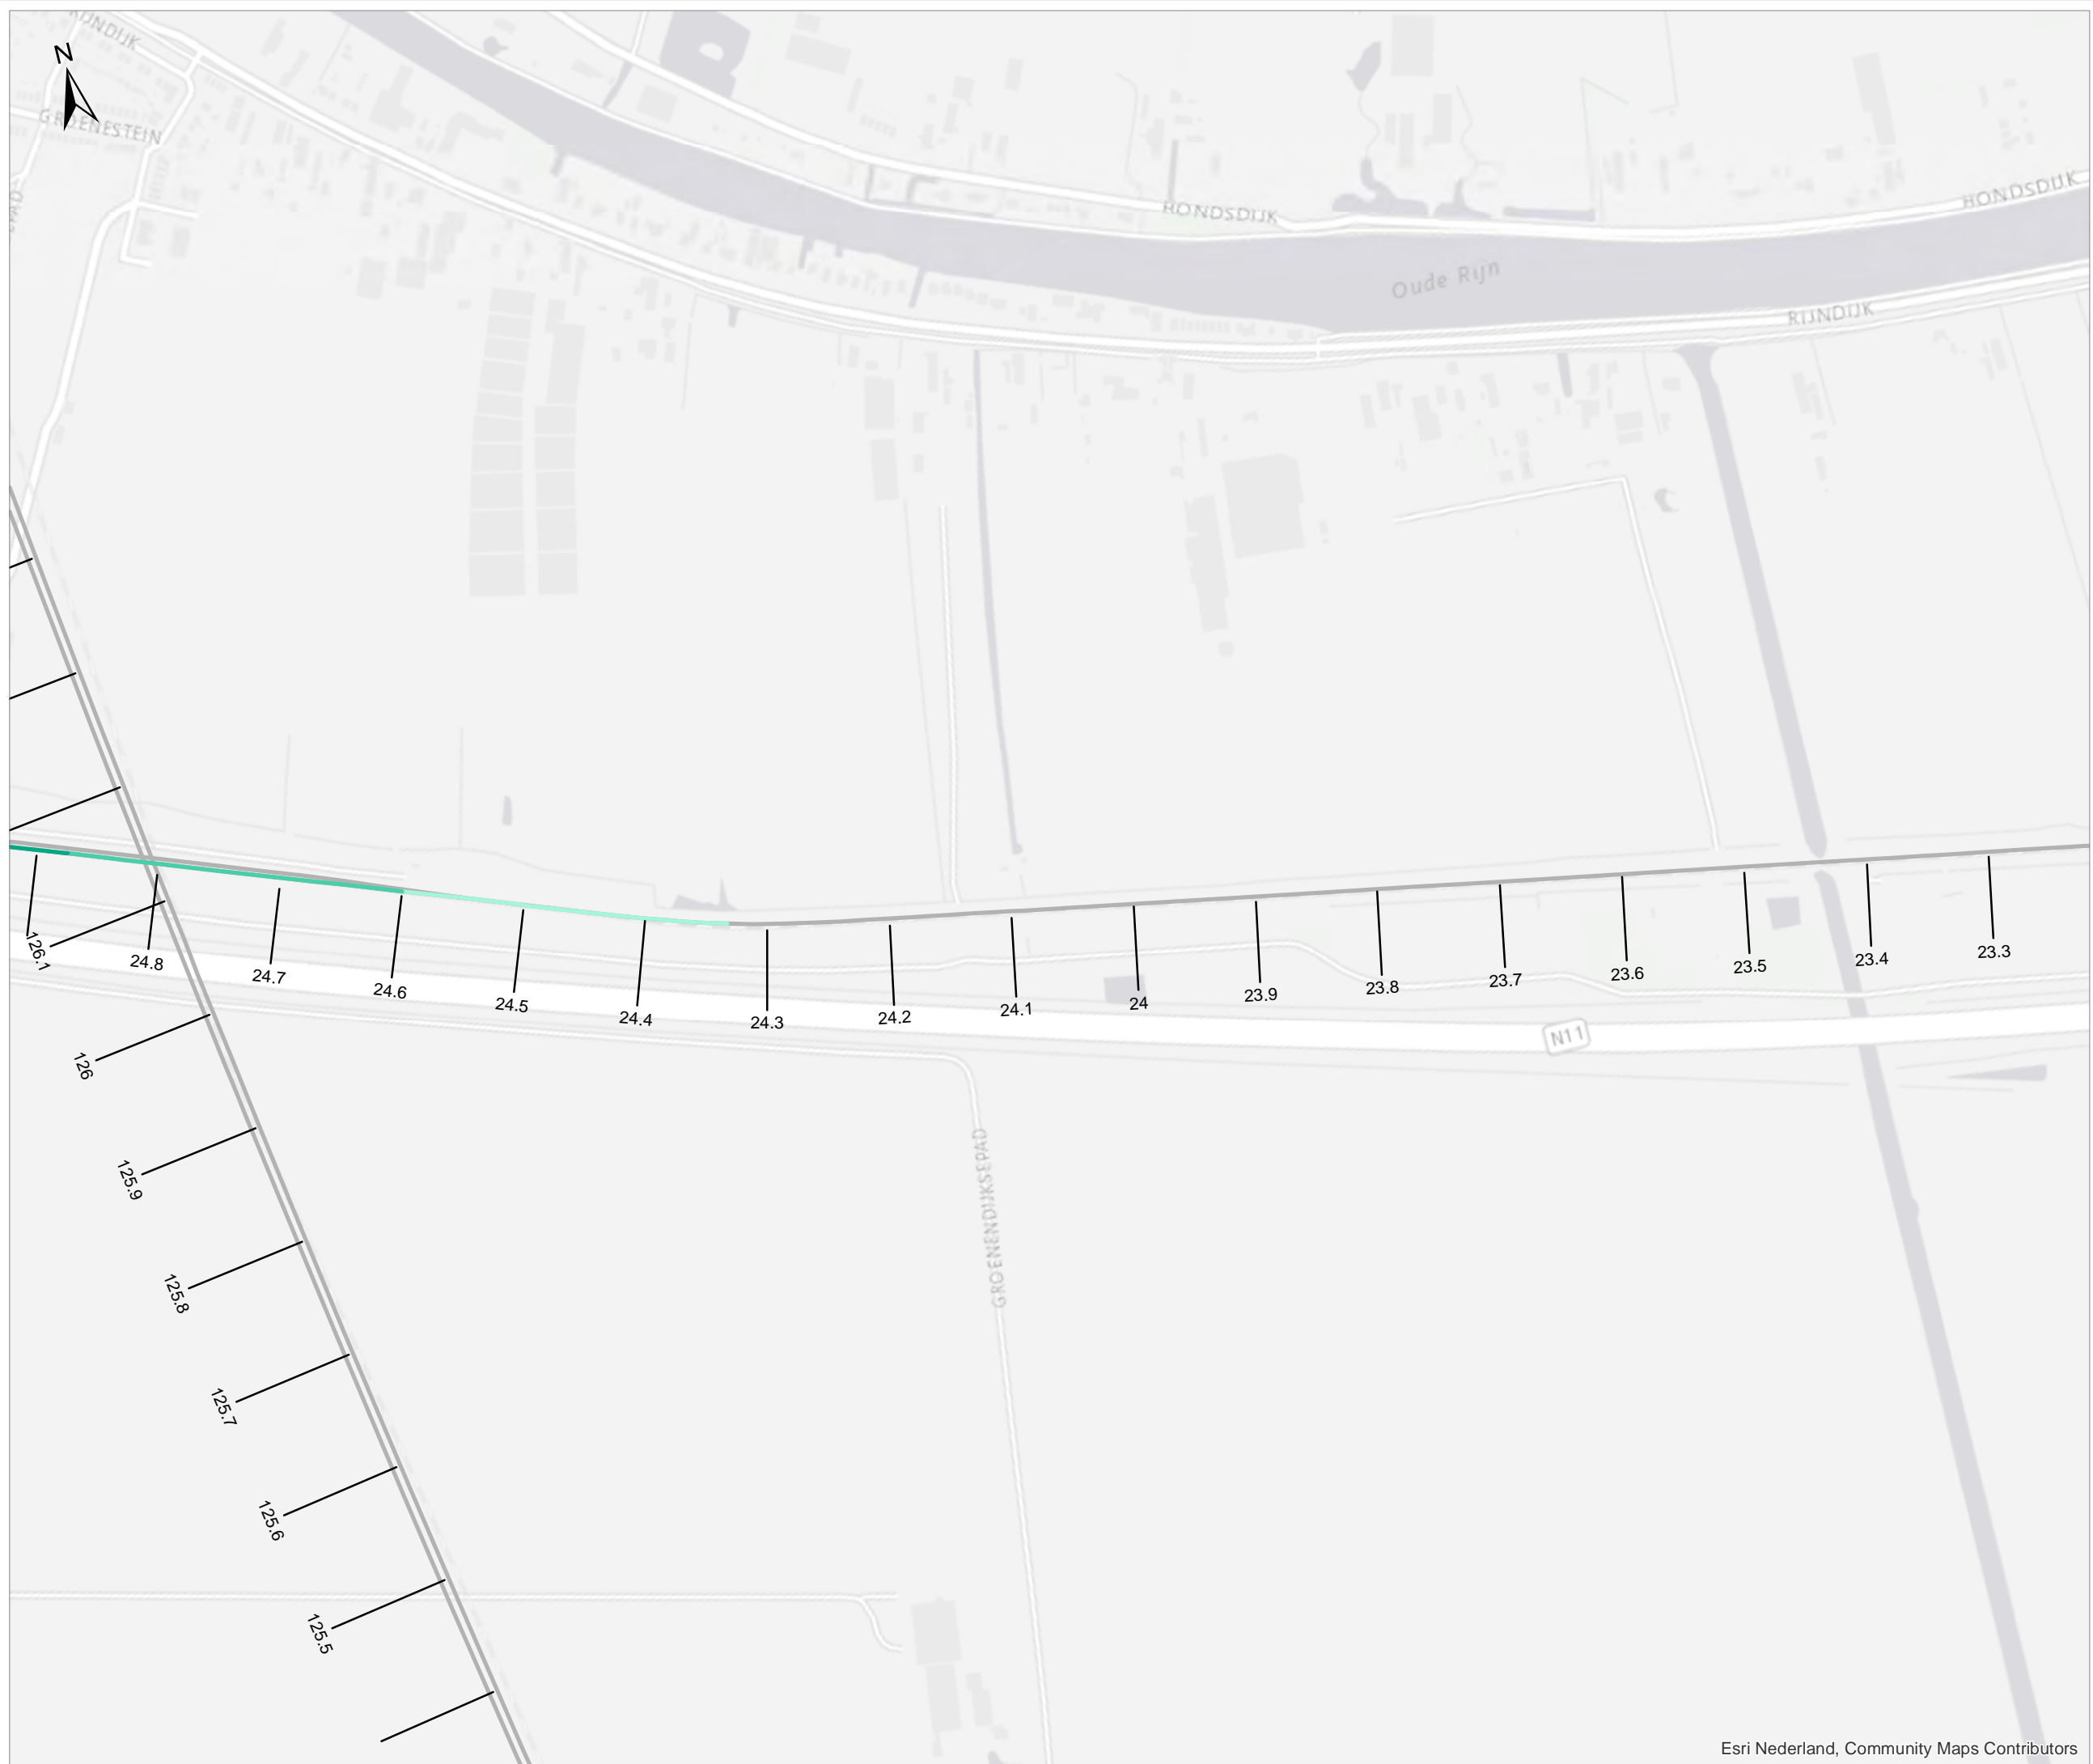 RIJNDIJK
N
GROENESTEIN
HONDSDIJK
HONDSDIJK
Oude Rijn
RIJNDIJK
126.1
24.8
24.7
24.6
24.5
24.4
24.3
24.2
24.1
24
23.9
23.8
23.7
23.6
23.5
23.4
23.3
N11
126
125.9
GROENENDIJKSEPAD
125.8
125.7
125.6
125.5
Esri Nederland, Community Maps Contributors